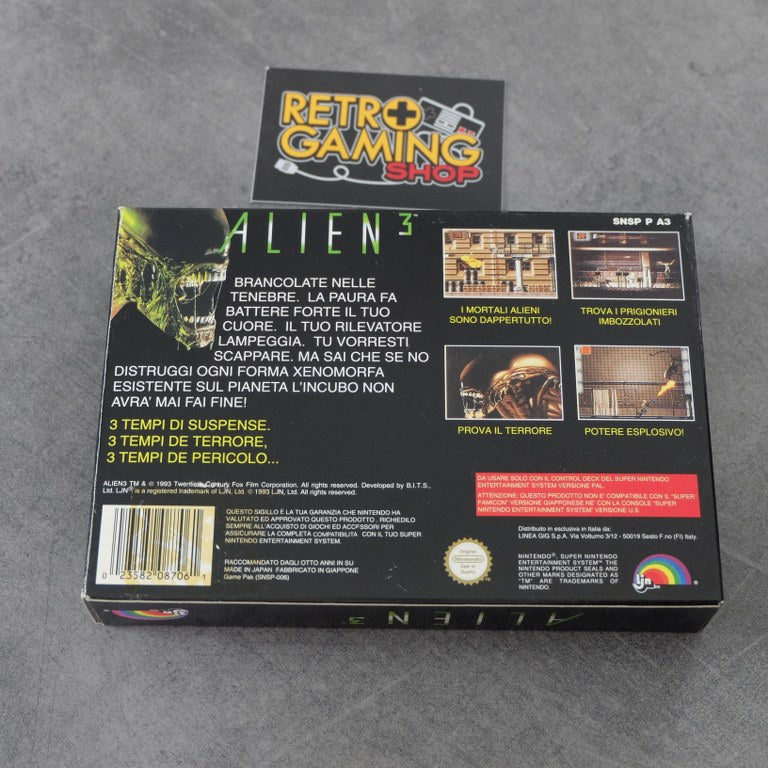 RETRO
GAMING
SHOP
ALIEN 3™
SNSP P A3
BRANCOLATE NELLE
TENEBRE. LA PAURA FA
BATTERE FORTE IL TUO
CUORE. IL TUO RILEVATORE
LAMPEGGIA. TU VORRESTI
SCAPPARE. MA SAI CHE SE NO
DISTRUGGI OGNI FORMA XENOMORFA
ESISTENTE SUL PIANETA L'INCUBO NON
AVRA' MAI FAI FINE!
3 TEMPI DI SUSPENSE.
3 TEMPI DE TERRORE,
3 TEMPI DE PERICOLO...
I MORTALI ALIENI
SONO DAPPERTUTTO!
TROVA I PRIGIONIERI
IMBOZZOLATI
PROVA IL TERRORE
POTERE ESPLOSIVO!
ALIEN3 TM & © 1993 Twentieth Century Fox Film Corporation. All rights reserved. Developed by B.I.T.S.,
Ltd. LJN® is a registered trademark of LJN, Ltd. © 1993 LJN, Ltd. All rights reserved.
DA USARE SOLO CON IL CONTROL DECK DEL SUPER NINTENDO
ENTERTAINMENT SYSTEM VERSIONE PAL.
ATTENZIONE: QUESTO PRODOTTO NON E' COMPATIBILE CON IL "SUPER
FAMICON" VERSIONE GIAPPONESE NE' CON LA CONSOLE "SUPER
NINTENDO ENTERTAINMENT SYSTEM" VERSIONE U.S.
QUESTO SIGILLO È LA TUA GARANZIA CHE NINTENDO HA
VALUTATO ED APPROVATO QUESTO PRODOTTO. RICHIEDILO
SEMPRE ALL'ACQUISTO DI GIOCHI ED ACCESSORI PER
ASSICURARE LA COMPLETA COMPATIBILITA CON IL TUO SUPER
NINTENDO ENTERTAINMENT SYSTEM.
RACCOMANDATO DAGLI OTTO ANNI IN SU
MADE IN JAPAN FABBRICATO IN GIAPPONE
Game Pak (SNSP-006)
0 23582 08706 1
Original
Nintendo
Seal of
Quality
Distribuito in esclusiva in Italia da:
LINEA GIG S.p.A. Via Volturno 3/12 - 50019 Sesto F.no (FI) Italy.
NINTENDO®, SUPER NINTENDO
ENTERTAINMENT SYSTEM™ THE
NINTENDO PRODUCT SEALS AND
OTHER MARKS DESIGNATED AS
"TM" ARE TRADEMARKS OF
NINTENDO.
LJN ®
LJN
ALIEN 3